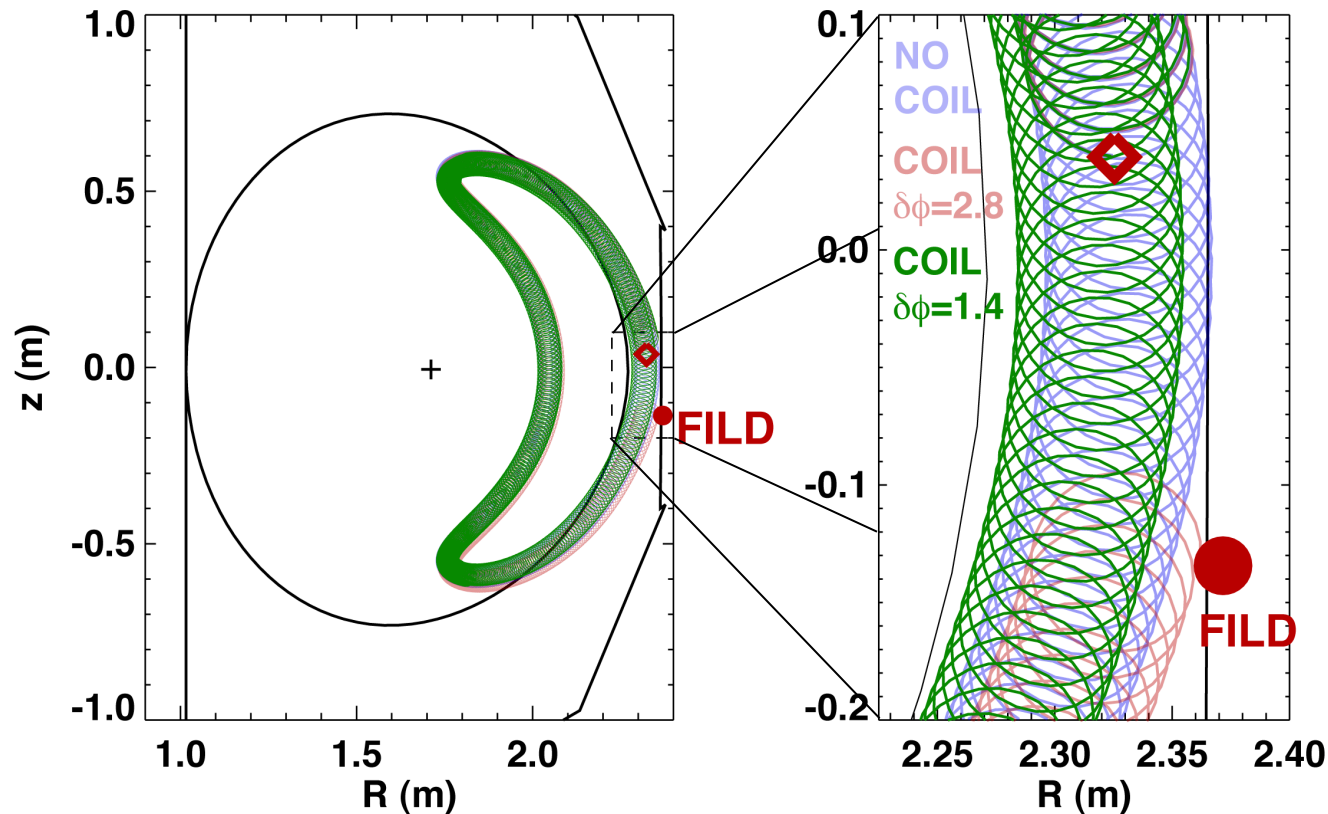 1.0
0.5
0.0
-0.5
-1.0
z (m)
1.0
1.5
2.0
R (m)
FILD
0.1
0.0
-0.1
-0.2
NO
COIL
COIL
δϕ=2.8
COIL
δϕ=1.4
FILD
2.25
2.30
2.35
2.40
R (m)